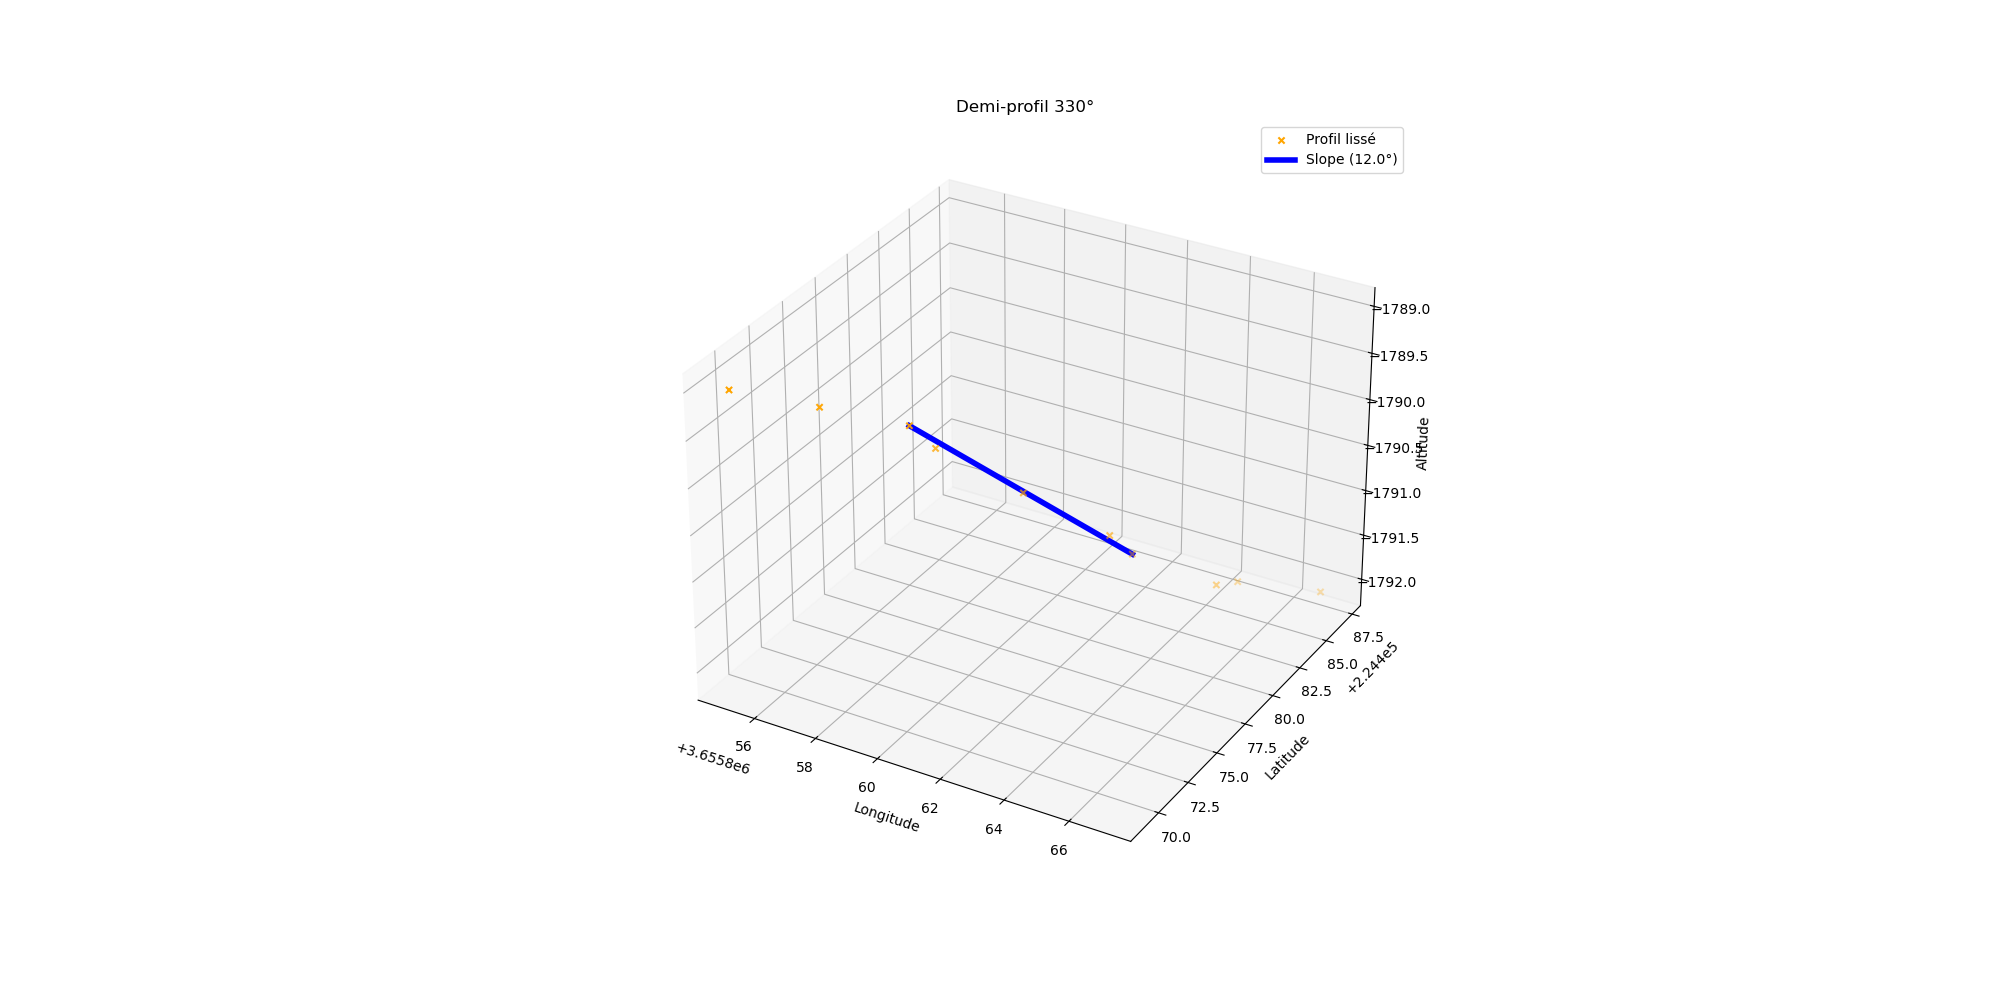 Demi-profil 330°
Profil lissé
Slope (12.0°)
−1789.0
−1789.5
−1790.0
−1790.5
−1791.0
−1791.5
−1792.0
Altitude
87.5
85.0
82.5
80.0
77.5
75.0
72.5
70.0
+2.244e5
Latitude
56
58
60
62
64
66
+3.6558e6
Longitude